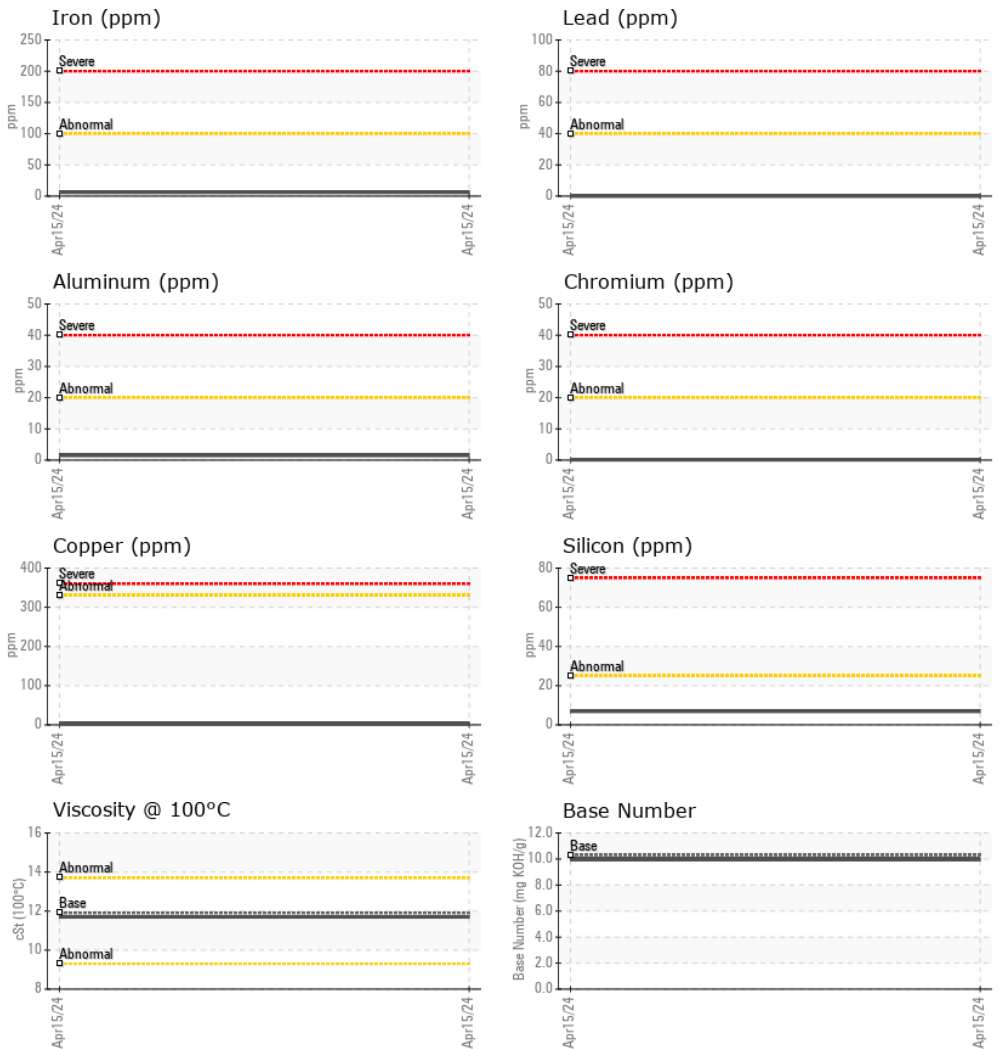 Iron (ppm)
250
200
150
100
50
0
ppm
Severe
Abnormal
Apr15/24
Apr15/24
Lead (ppm)
100
80
60
40
20
0
ppm
Severe
Abnormal
Apr15/24
Apr15/24
Aluminum (ppm)
50
40
30
20
10
0
ppm
Severe
Abnormal
Apr15/24
Apr15/24
Chromium (ppm)
50
40
30
20
10
0
ppm
Severe
Abnormal
Apr15/24
Apr15/24
Copper (ppm)
400
300
200
100
0
ppm
Severe
Abnormal
Apr15/24
Apr15/24
Silicon (ppm)
80
60
40
20
0
ppm
Severe
Abnormal
Apr15/24
Apr15/24
Viscosity @ 100°C
16
14
12
10
8
cSt (100°C)
Abnormal
Base
Abnormal
Apr15/24
Apr15/24
Base Number
12.0
10.0
8.0
6.0
4.0
2.0
0.0
Base Number (mg KOH/g)
Base
Apr15/24
Apr15/24